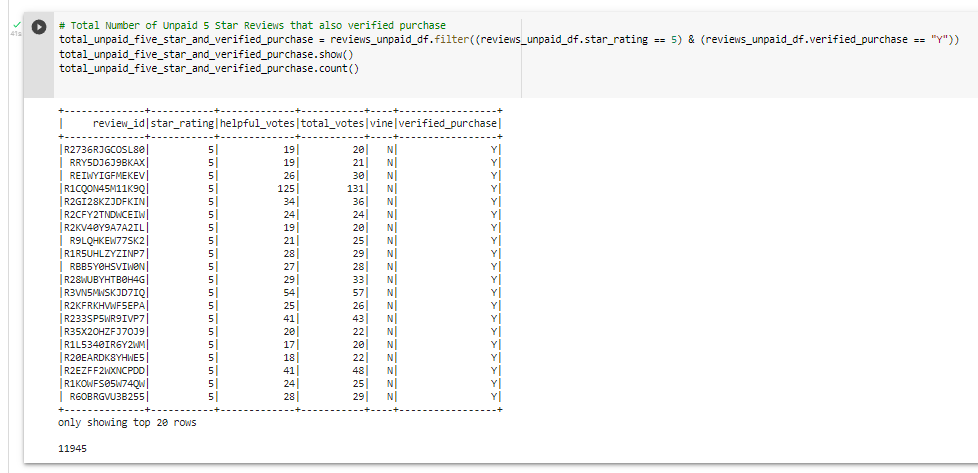 # Total Number of Unpaid 5 Star Reviews that also verified purchase
total_unpaid_five_star_and_verified_purchase = reviews_unpaid_df.filter((reviews_unpaid_df.star_rating == 5) & (reviews_unpaid_df.verified_purchase == "Y"))
total_unpaid_five_star_and_verified_purchase.show()
total_unpaid_five_star_and_verified_purchase.count()
41s
+--------------+-----------+-------------+-----------+----+-----------------+
|     review_id|star_rating|helpful_votes|total_votes|vine|verified_purchase|
+--------------+-----------+-------------+-----------+----+-----------------+
|R2736RJGCOSL80|          5|           19|         20|   N|                Y|
| RRY5DJ6J9BKAX|          5|           19|         21|   N|                Y|
| REIWYIGFMEKEV|          5|           26|         30|   N|                Y|
|R1CQON45M11K9Q|          5|          125|        131|   N|                Y|
|R2GI28KZJDFKIN|          5|           34|         36|   N|                Y|
|R2CFY2TNDWCEIW|          5|           24|         24|   N|                Y|
|R2KV40Y9A7A2IL|          5|           19|         20|   N|                Y|
| R9LQHKEW77SK2|          5|           21|         25|   N|                Y|
|R1R5UHLZYZINP7|          5|           28|         29|   N|                Y|
| RBB5Y0HSVIW0N|          5|           27|         28|   N|                Y|
|R28WUBYHTB0H4G|          5|           29|         33|   N|                Y|
|R3VN5MWSKJD7IQ|          5|           54|         57|   N|                Y|
|R2KFRKHVWF5EPA|          5|           25|         26|   N|                Y|
|R233SP5WR9IVP7|          5|           41|         43|   N|                Y|
|R35X2OHZFJ7OJ9|          5|           20|         22|   N|                Y|
|R1L5340IR6Y2WM|          5|           17|         20|   N|                Y|
|R20EARDK8YHWE5|          5|           18|         22|   N|                Y|
|R2EZFF2WXNCPDD|          5|           41|         48|   N|                Y|
|R1KOWFS05W74QW|          5|           24|         25|   N|                Y|
| R6OBRGVU3B255|          5|           28|         29|   N|                Y|
+--------------+-----------+-------------+-----------+----+-----------------+
only showing top 20 rows
11945